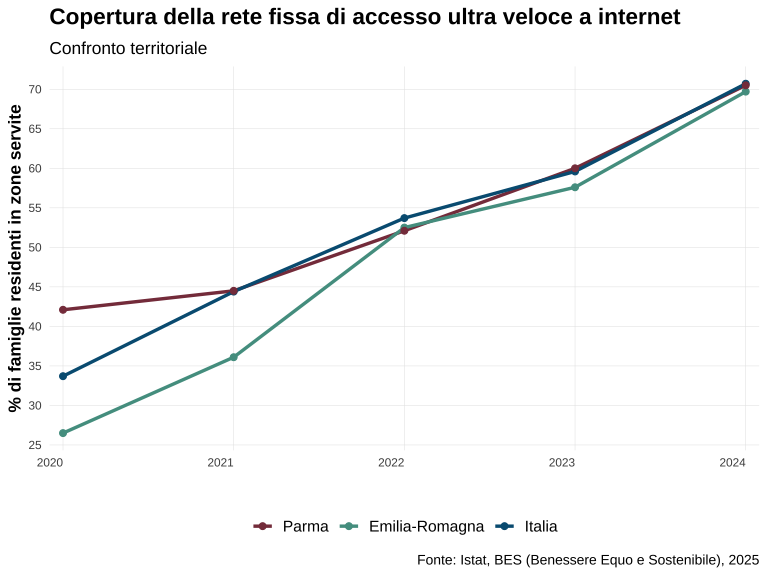 Copertura della rete fissa di accesso ultra veloce a internet
Confronto territoriale
% di famiglie residenti in zone servite
70
65
60
55
50
45
40
35
30
25
2020 2021 2022 2023 2024
Parma Emilia-Romagna Italia
Fonte: Istat, BES (Benessere Equo e Sostenibile), 2025